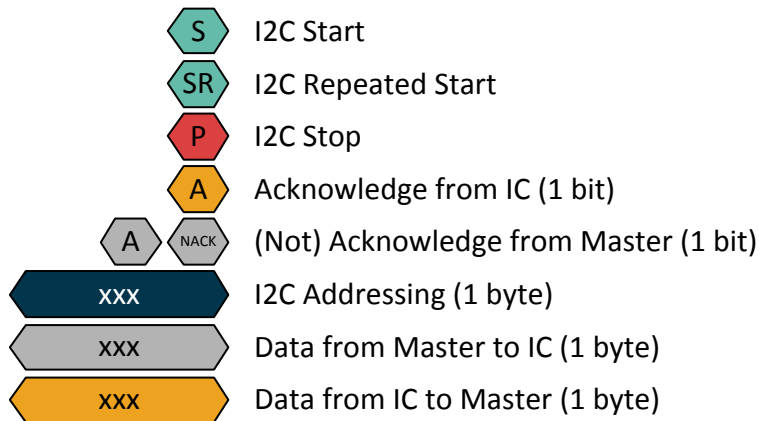 S I2C Start
SR I2C Repeated Start
P I2C Stop
A Acknowledge from IC (1 bit)
A NACK (Not) Acknowledge from Master (1 bit)
xxx I2C Addressing (1 byte)
xxx Data from Master to IC (1 byte)
xxx Data from IC to Master (1 byte)